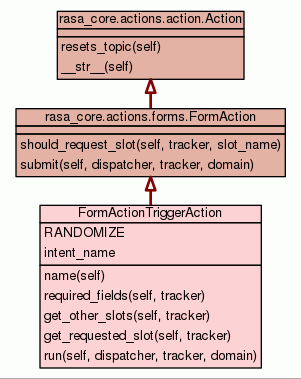 rasa_core.actions.action.Action
resets_topic(self)
__str__(self)
rasa_core.actions.forms.FormAction
should_request_slot(self, tracker, slot_name)
submit(self, dispatcher, tracker, domain)
FormActionTriggerAction
RANDOMIZE
intent_name
name(self)
required_fields(self, tracker)
get_other_slots(self, tracker)
get_requested_slot(self, tracker)
run(self, dispatcher, tracker, domain)